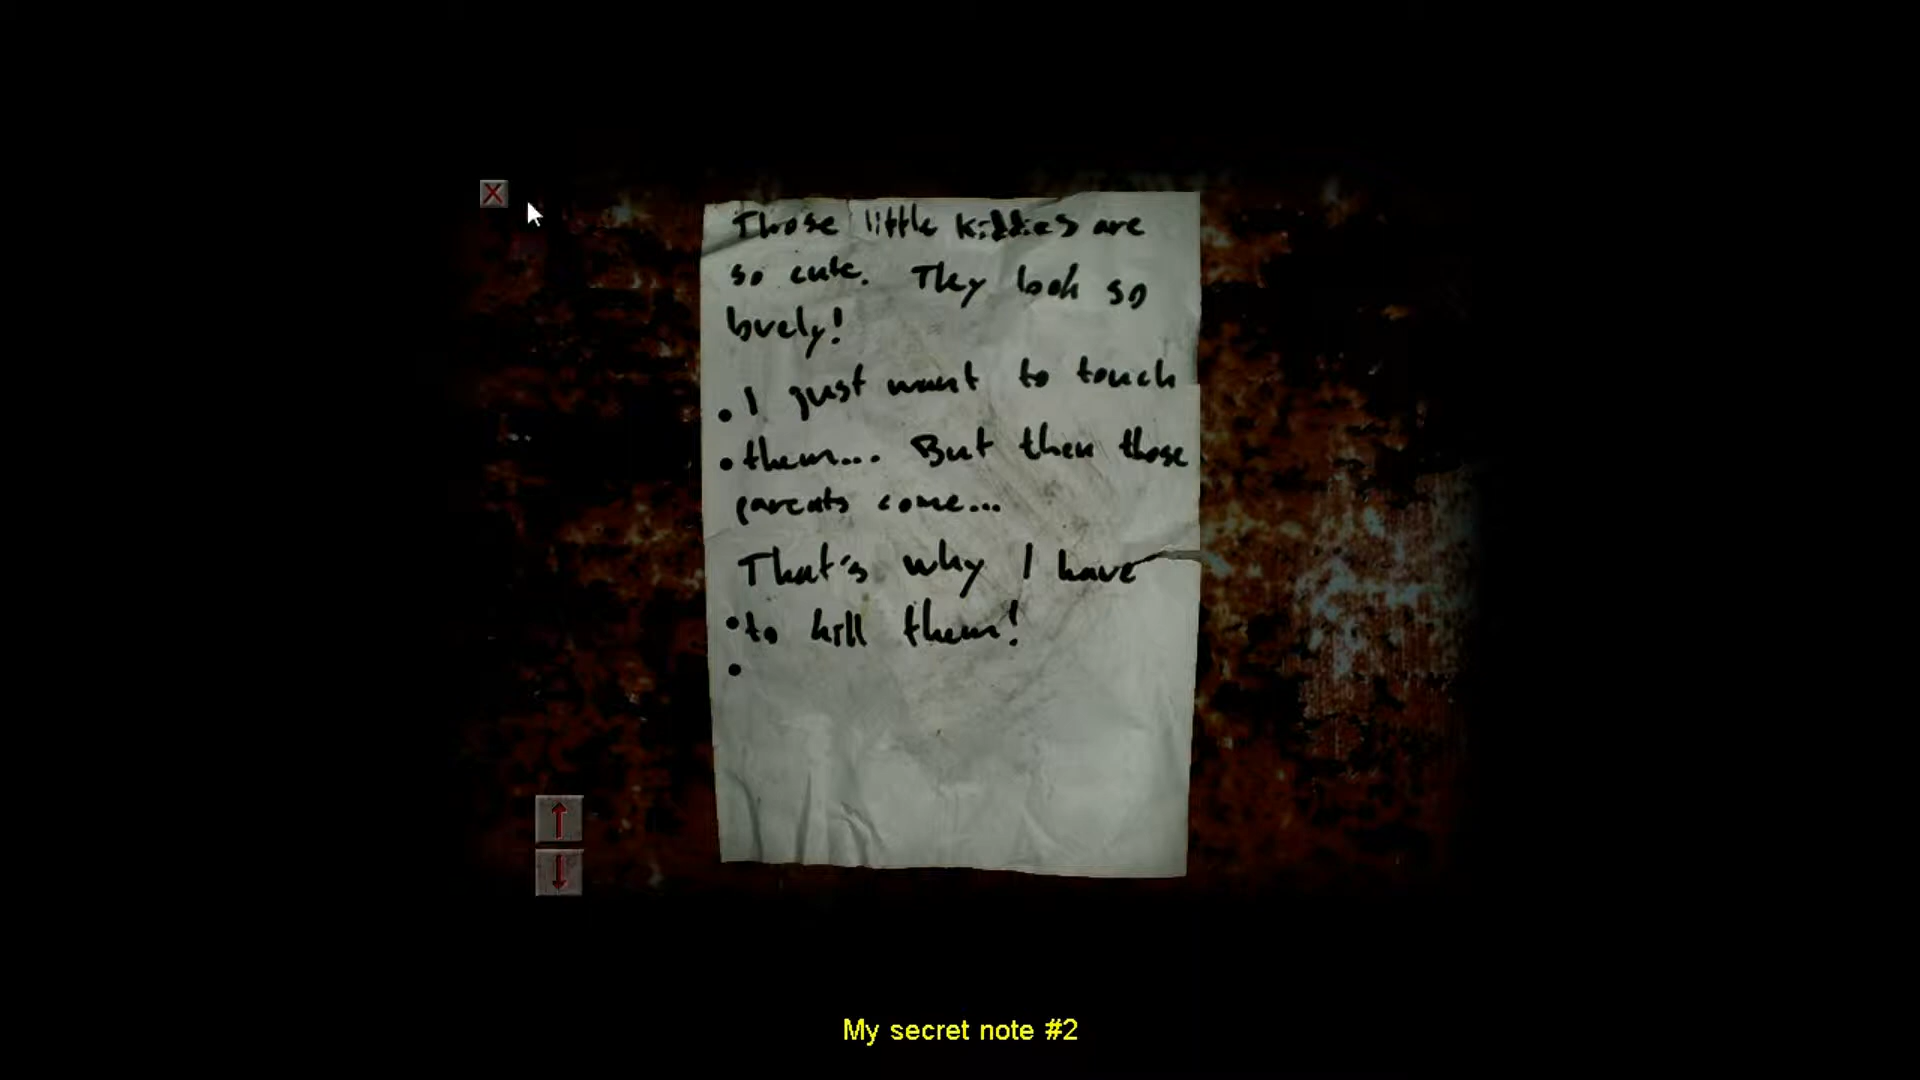 Those little kiddies are
so cute. They look so
lovely!
• I just want to touch
• them... But then those
parents come...
That's why I have
• to kill them!
•
My secret note #2